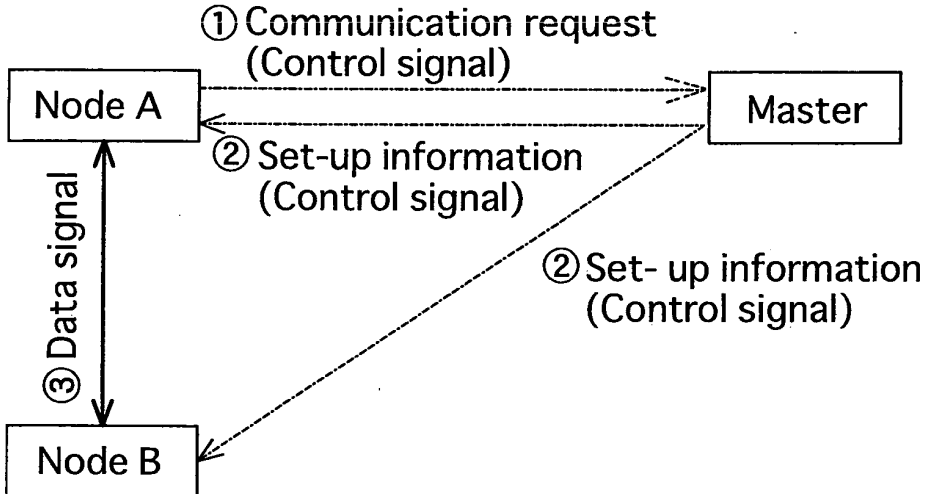 ① Communication request
(Control signal)
Node A
Master
② Set-up information
(Control signal)
③ Data signal
② Set- up information
(Control signal)
Node B